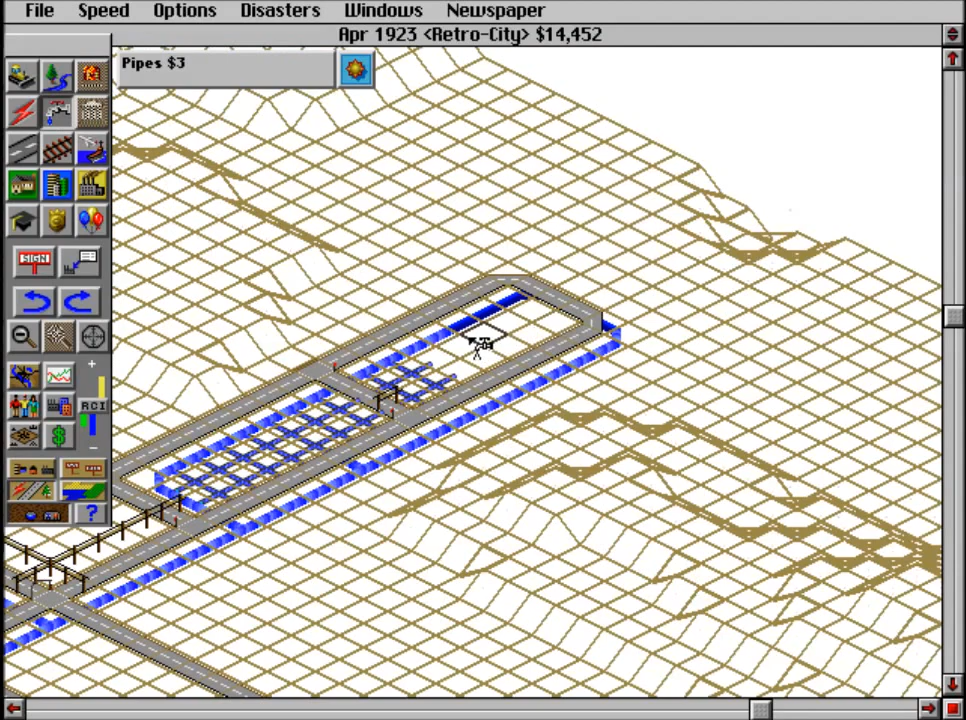 File Speed Options Disasters Windows Newspaper
Apr 1923 <Retro-City> $14,452
Pipes $3
SIGN
+
RCI
$
−
?